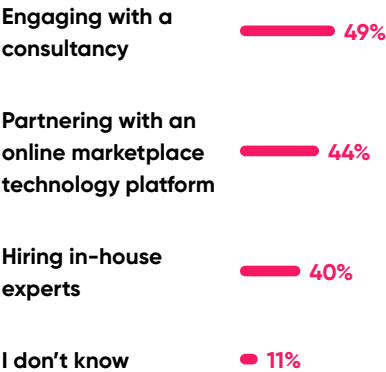 Engaging with a
consultancy
49%
Partnering with an
online marketplace
technology platform
44%
Hiring in-house
experts
40%
I don’t know
11%